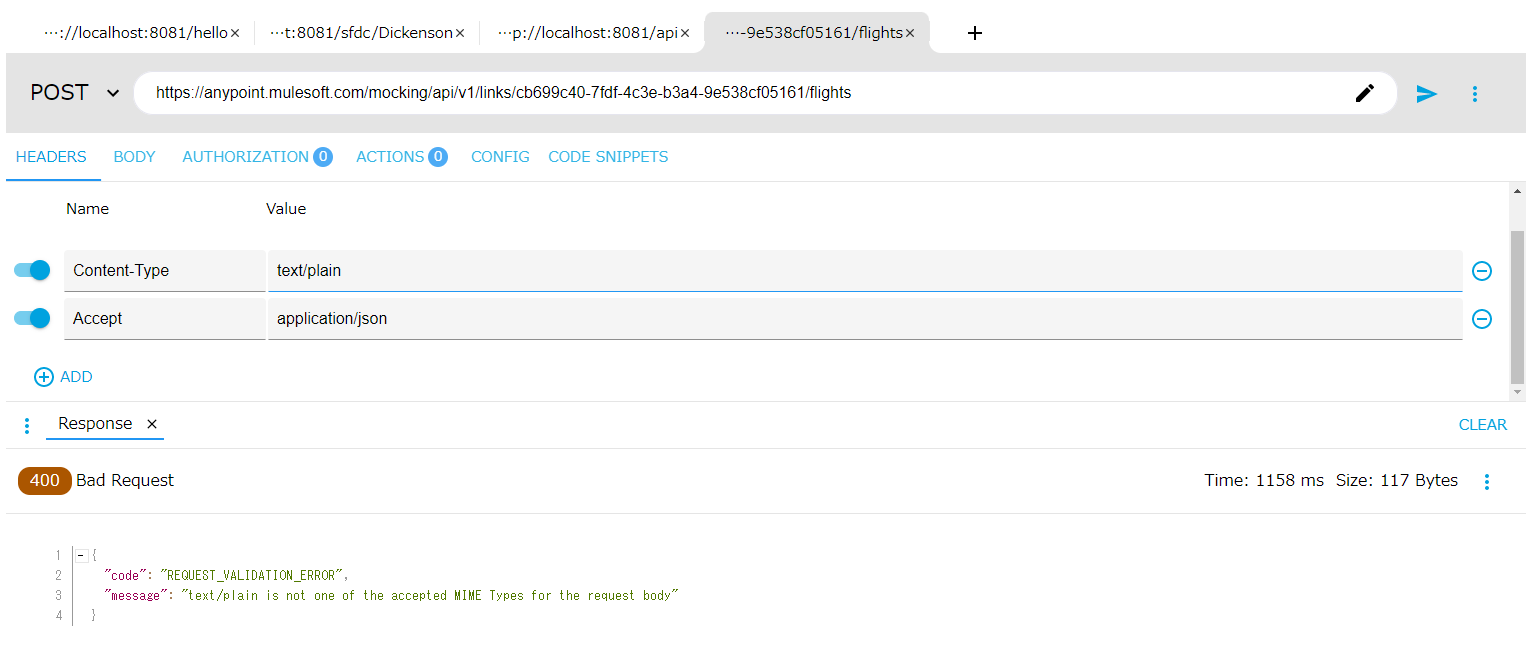 …://localhost:8081/hello× …t:8081/sfdc/Dickenson× …p://localhost:8081/api× …-9e538cf05161/flights× +
POST https://anypoint.mulesoft.com/mocking/api/v1/links/cb699c40-7fdf-4c3e-b3a4-9e538cf05161/flights
HEADERS BODY AUTHORIZATION 0 ACTIONS 0 CONFIG CODE SNIPPETS
Name Value
Content-Type text/plain
Accept application/json
ADD
Response × CLEAR
400 Bad Request Time: 1158 ms Size: 117 Bytes
1 {
2 "code": "REQUEST_VALIDATION_ERROR",
3 "message": "text/plain is not one of the accepted MIME Types for the request body"
4 }